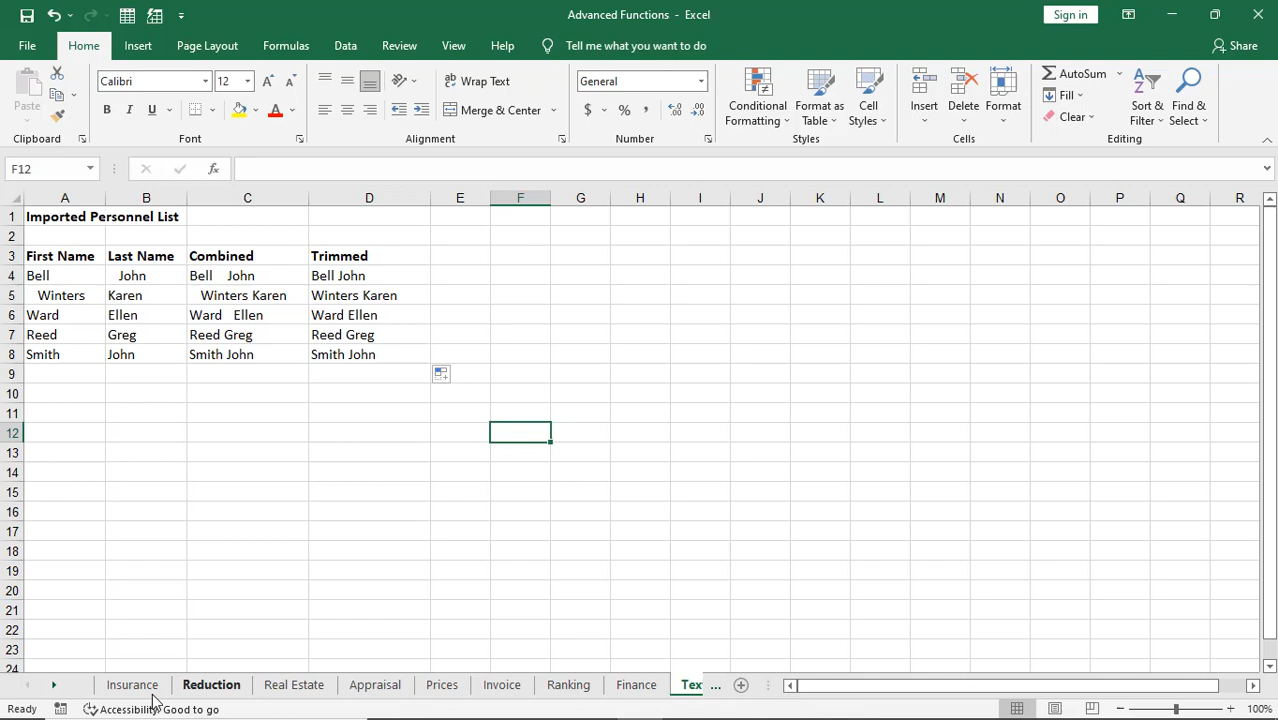 Advanced Functions - Excel
Sign in
File Home Insert Page Layout Formulas Data Review View Help Tell me what you want to do Share
Paste
Calibri 12
B I U A
Wrap Text
Merge & Center
General
$ % ,
Conditional Formatting
Format as Table
Cell Styles
Insert
Delete
Format
AutoSum
Fill
Clear
Sort & Filter
Find & Select
Clipboard Font Alignment Number Styles Cells Editing
F12 fx
A B C D E F G H I J K L M N O P Q R
1 Imported Personnel List
2
3 First Name Last Name Combined Trimmed
4 Bell John Bell John Bell John
5 Winters Karen Winters Karen Winters Karen
6 Ward Ellen Ward Ellen Ward Ellen
7 Reed Greg Reed Greg Reed Greg
8 Smith John Smith John Smith John
9
10
11
12
13
14
15
16
17
18
19
20
21
22
23
24
Insurance Reduction Real Estate Appraisal Prices Invoice Ranking Finance Tex ...
Ready Accessibility: Good to go 100%